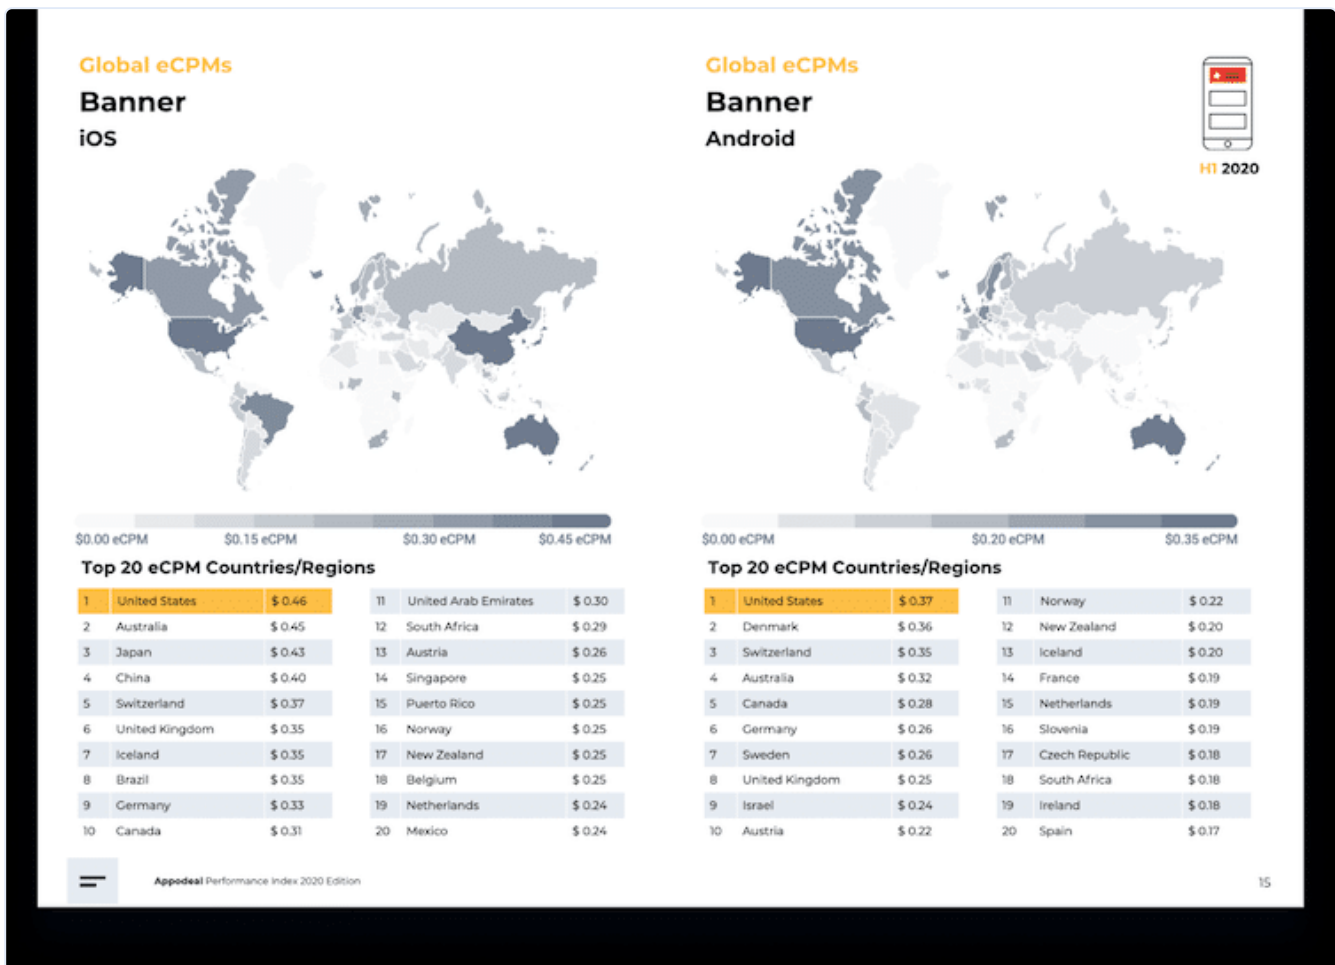 Global eCPMs
Banner
iOS
$0.00 eCPM $0.15 eCPM $0.30 eCPM $0.45 eCPM
Top 20 eCPM Countries/Regions
1 United States $ 0.46
2 Australia $ 0.45
3 Japan $ 0.43
4 China $ 0.40
5 Switzerland $ 0.37
6 United Kingdom $ 0.35
7 Iceland $ 0.35
8 Brazil $ 0.35
9 Germany $ 0.33
10 Canada $ 0.31
11 United Arab Emirates $ 0.30
12 South Africa $ 0.29
13 Austria $ 0.26
14 Singapore $ 0.25
15 Puerto Rico $ 0.25
16 Norway $ 0.25
17 New Zealand $ 0.25
18 Belgium $ 0.25
19 Netherlands $ 0.24
20 Mexico $ 0.24
Global eCPMs
Banner
Android
H1 2020
$0.00 eCPM $0.20 eCPM $0.35 eCPM
Top 20 eCPM Countries/Regions
1 United States $ 0.37
2 Denmark $ 0.36
3 Switzerland $ 0.35
4 Australia $ 0.32
5 Canada $ 0.28
6 Germany $ 0.26
7 Sweden $ 0.26
8 United Kingdom $ 0.25
9 Israel $ 0.24
10 Austria $ 0.22
11 Norway $ 0.22
12 New Zealand $ 0.20
13 Iceland $ 0.20
14 France $ 0.19
15 Netherlands $ 0.19
16 Slovenia $ 0.19
17 Czech Republic $ 0.18
18 South Africa $ 0.18
19 Ireland $ 0.18
20 Spain $ 0.17
Appodeal Performance Index 2020 Edition
15